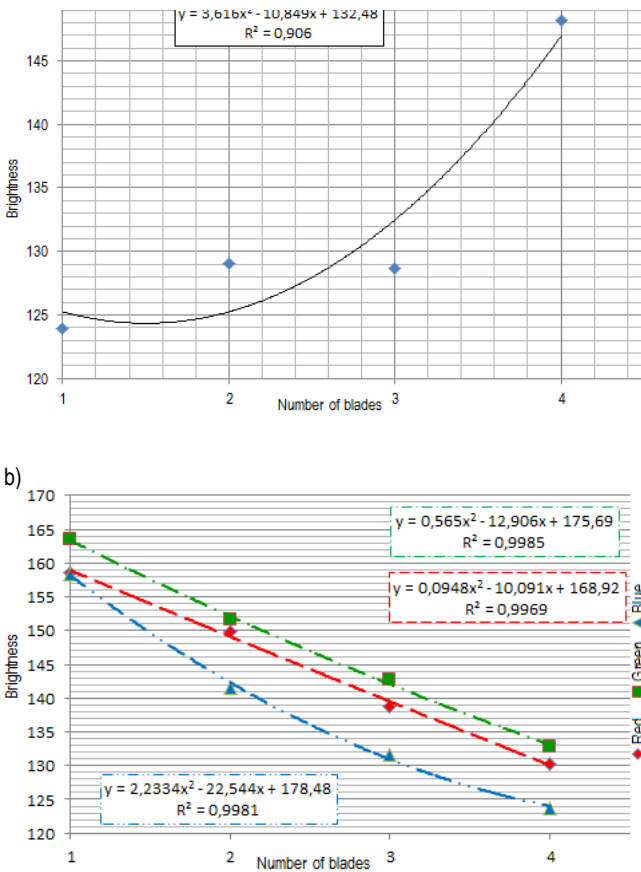 y = 3,616x² - 10,849x + 132,48
R² = 0,906
145
140
135
130
125
120
Brightness
1
2
3
4
Number of blades
b)
170
165
160
155
150
145
140
135
130
125
120
Brightness
y = 0,565x² - 12,906x + 175,69
R² = 0,9985
y = 0,0948x² - 10,091x + 168,92
R² = 0,9969
y = 2,2334x² - 22,544x + 178,48
R² = 0,9981
Blue
Green
Red
1
2
3
4
Number of blades